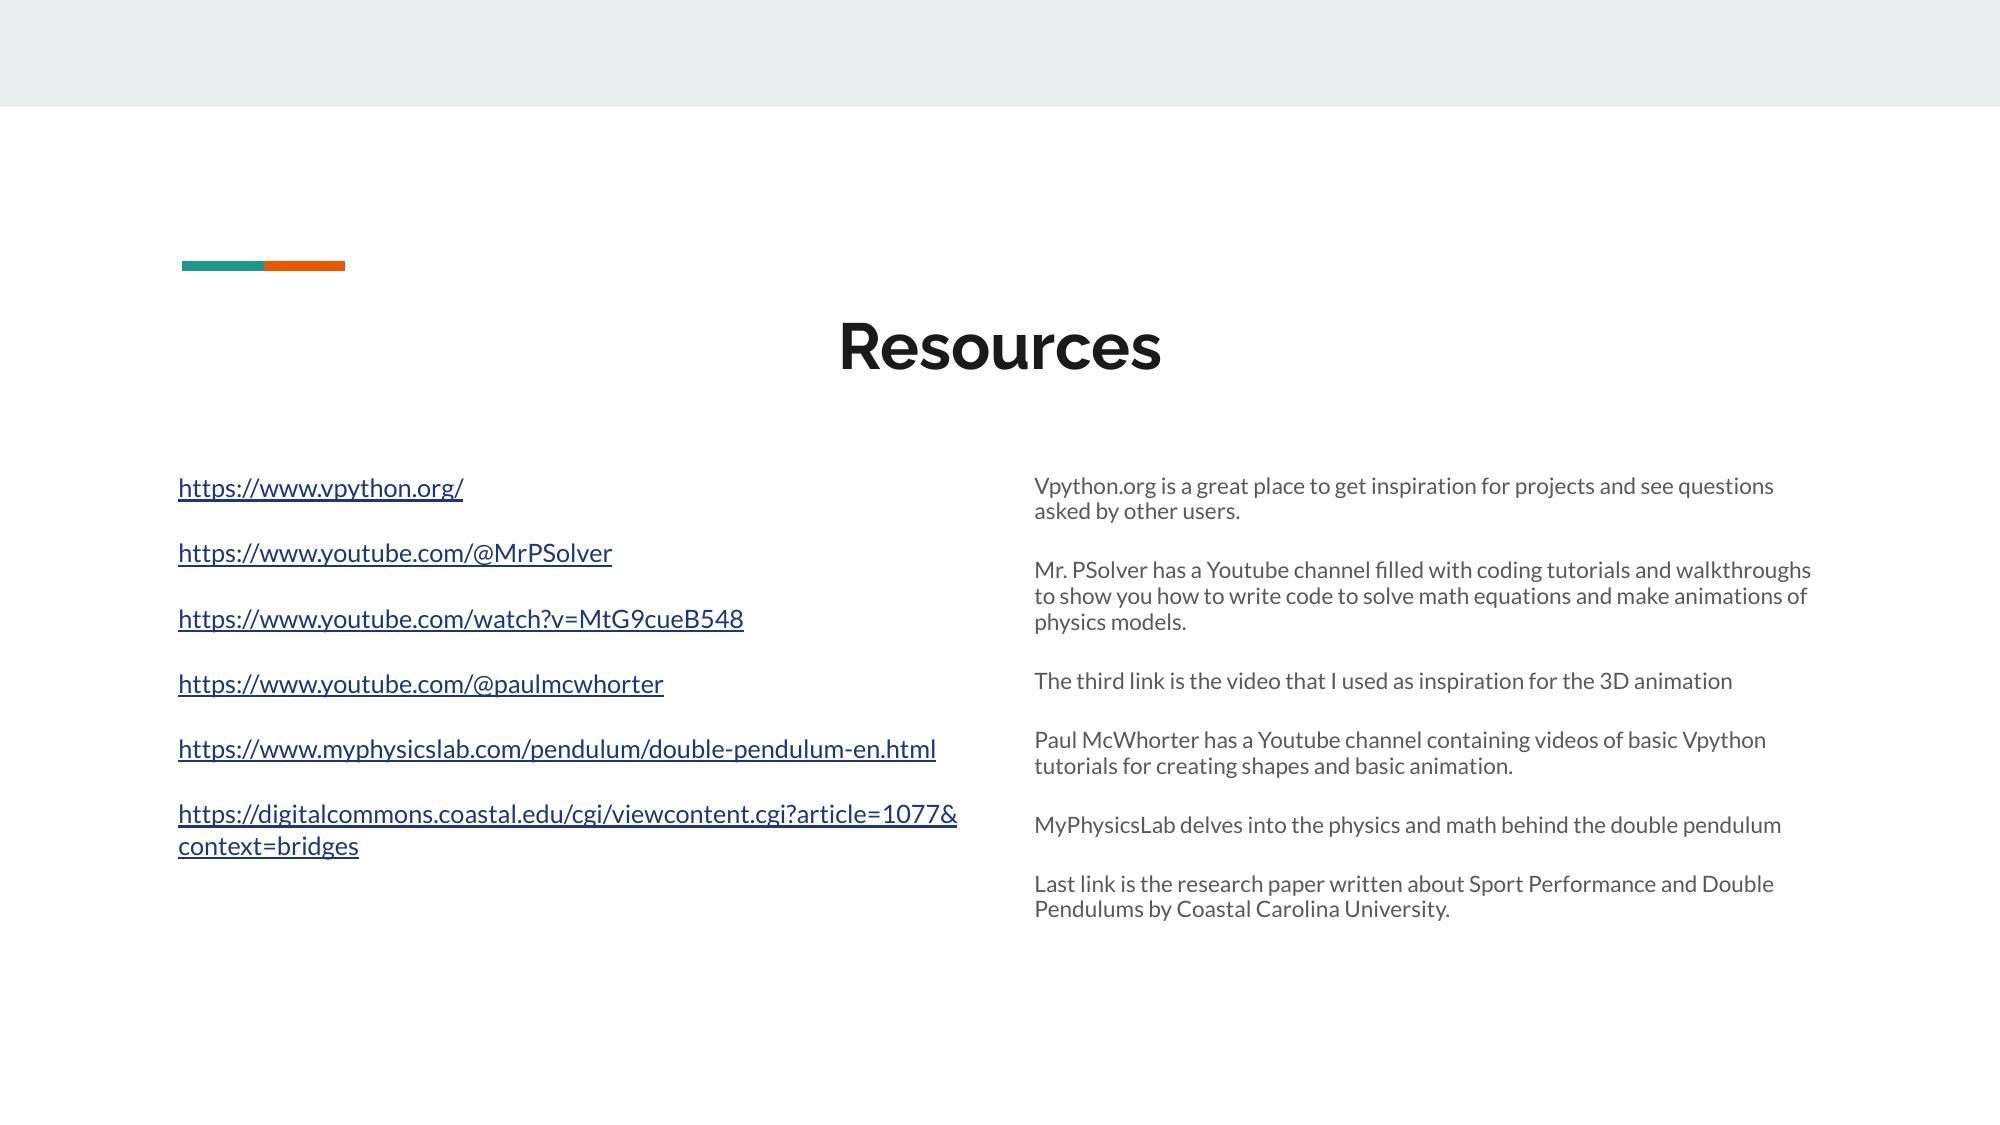 Resources
https://www.vpython.org/
https://www.youtube.com/@MrPSolver
https://www.youtube.com/watch?v=MtG9cueB548
https://www.youtube.com/@paulmcwhorter
https://www.myphysicslab.com/pendulum/double-pendulum-en.html
https://digitalcommons.coastal.edu/cgi/viewcontent.cgi?article=1077&
context=bridges
Vpython.org is a great place to get inspiration for projects and see questions
asked by other users.
Mr. PSolver has a Youtube channel filled with coding tutorials and walkthroughs
to show you how to write code to solve math equations and make animations of
physics models.
The third link is the video that I used as inspiration for the 3D animation
Paul McWhorter has a Youtube channel containing videos of basic Vpython
tutorials for creating shapes and basic animation.
MyPhysicsLab delves into the physics and math behind the double pendulum
Last link is the research paper written about Sport Performance and Double
Pendulums by Coastal Carolina University.